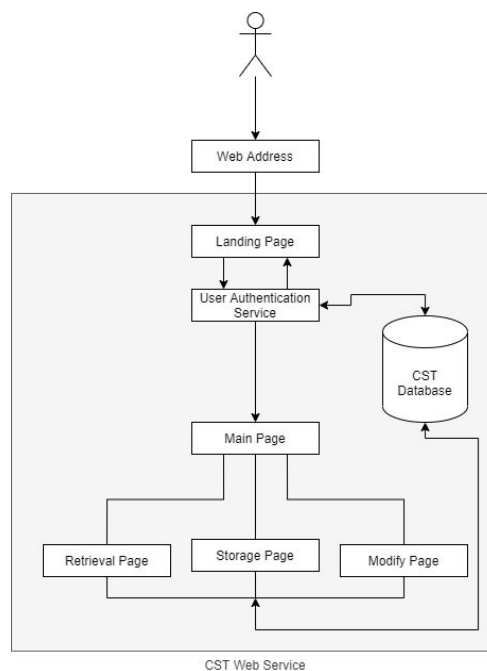 Web Address
Landing Page
User Authentication
Service
CST
Database
Main Page
Retrieval Page
Storage Page
Modify Page
CST Web Service